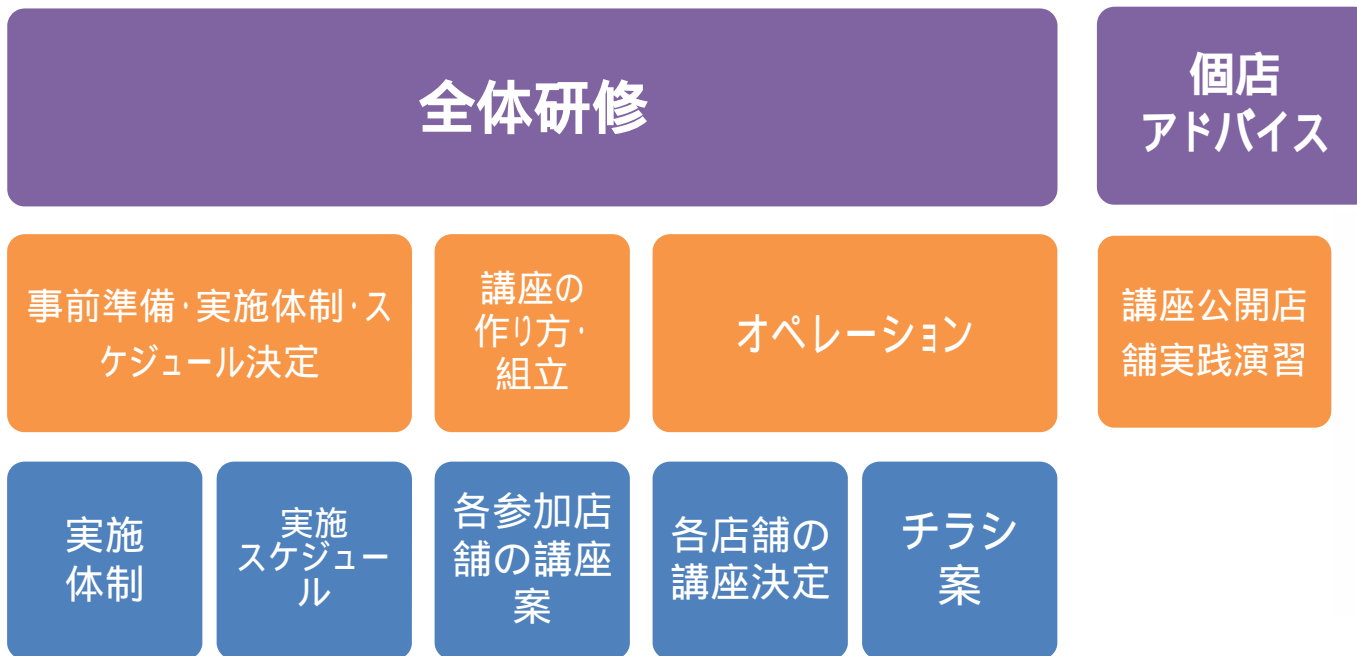 全体研修
個店
アドバイス
事前準備・実施体制・ス
ケジュール決定
講座の
作り方・
組立
オペレーション
講座公開店
舗実践演習
実施
体制
実施
スケジュー
ル
各参加店
舗の講座
案
各店舗の
講座決定
チラシ
案